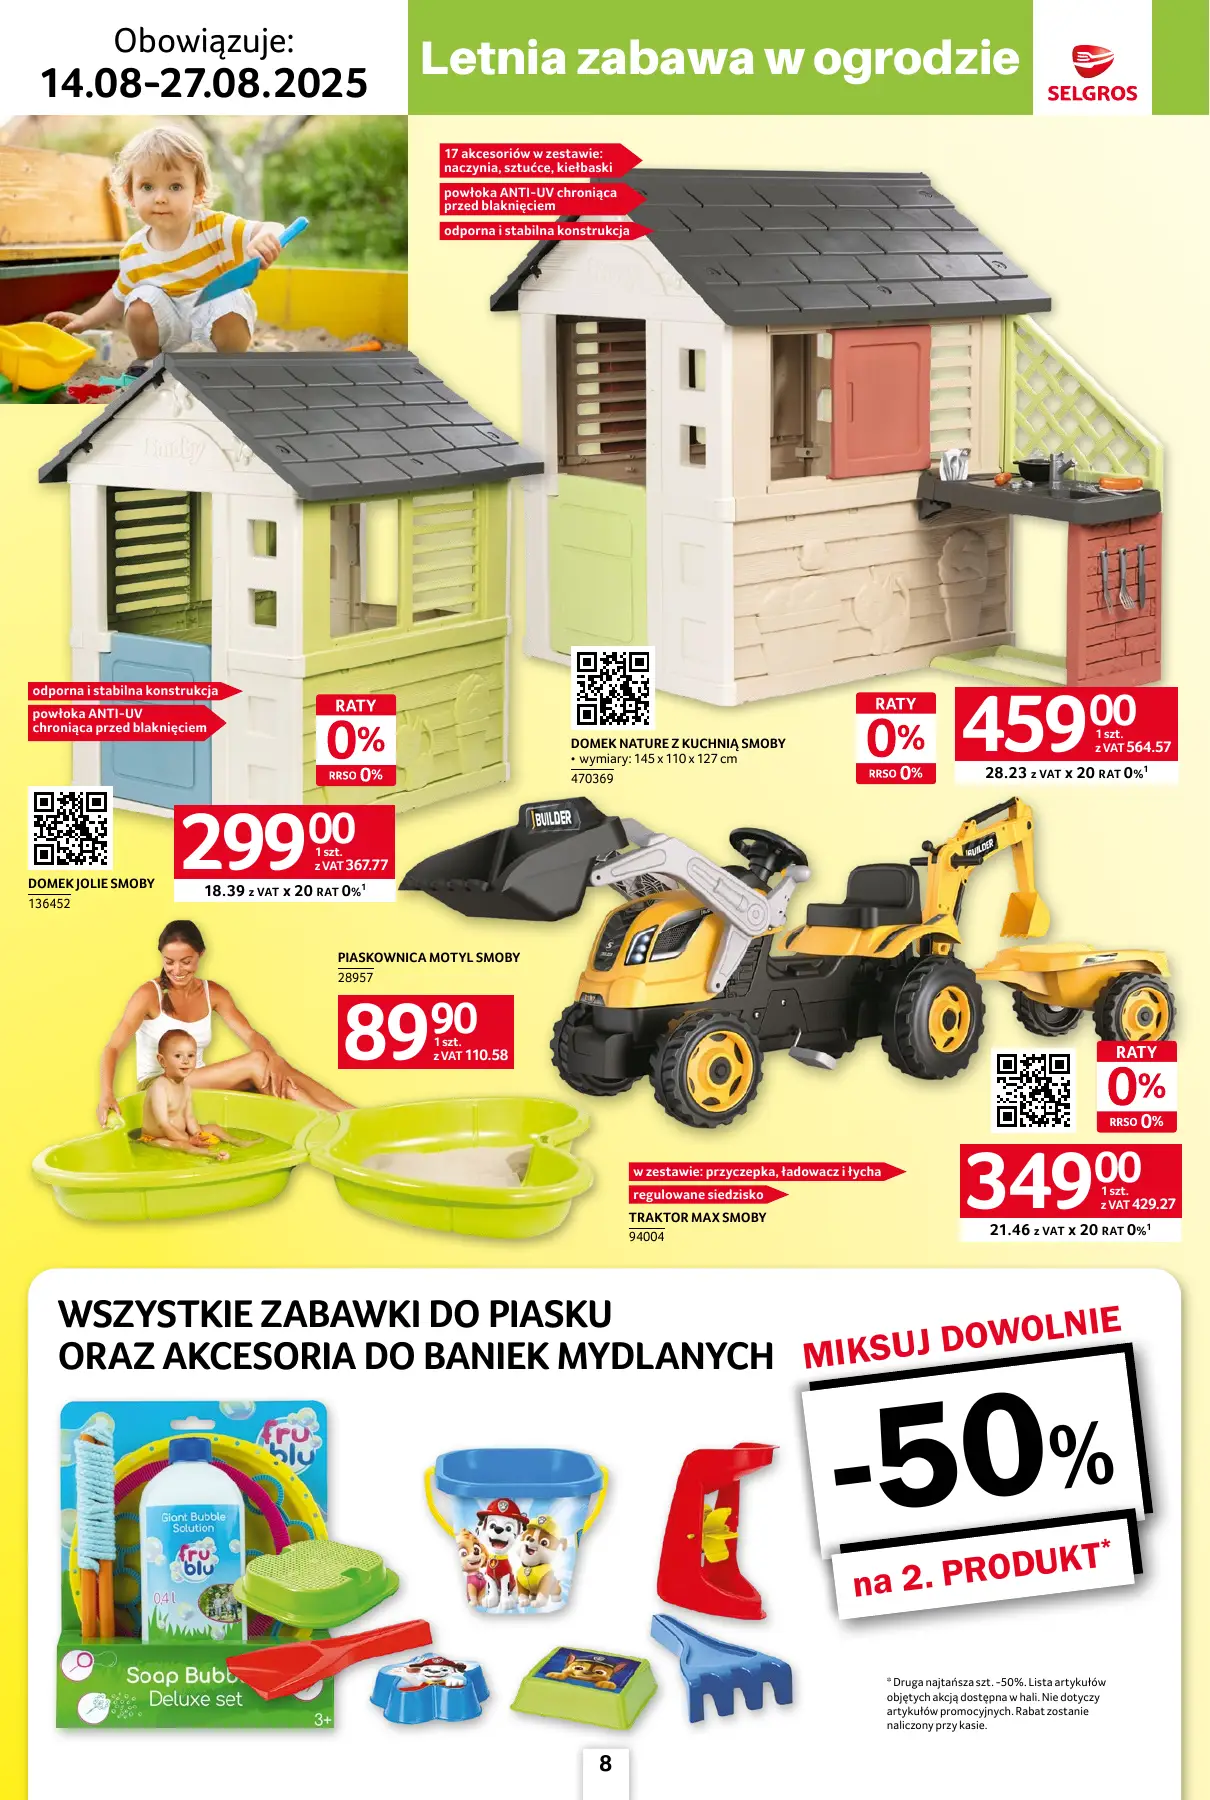 Obowiązuje:
14.08-27.08.2025
Letnia zabawa w ogrodzie
SELGROS
17 akcesoriów w zestawie:
naczynia, sztućce, kiełbaski
powłoka ANTI-UV chroniąca
przed blaknięciem
odporna i stabilna konstrukcja
odporna i stabilna konstrukcja
powłoka ANTI-UV
chroniąca przed blaknięciem
RATY
0%
RRSO 0%
DOMEK JOLIE SMOBY
136452
299 00
1 szt.
z VAT 367.77
18.39 z VAT x 20 RAT 0%¹
DOMEK NATURE Z KUCHNIĄ SMOBY
• wymiary: 145 x 110 x 127 cm
470369
RATY
0%
RRSO 0%
459 00
1 szt.
z VAT 564.57
28.23 z VAT x 20 RAT 0%¹
BUILDER
BUILDER
PIASKOWNICA MOTYL SMOBY
28957
89 90
1 szt.
z VAT 110.58
RATY
0%
RRSO 0%
w zestawie: przyczepka, ładowacz i łycha
regulowane siedzisko
TRAKTOR MAX SMOBY
94004
349 00
1 szt.
z VAT 429.27
21.46 z VAT x 20 RAT 0%¹
WSZYSTKIE ZABAWKI DO PIASKU
ORAZ AKCESORIA DO BANIEK MYDLANYCH
MIKSUJ DOWOLNIE
-50%
na 2. PRODUKT*
fru
blu
Giant Bubble
Solution
fru
blu
0,4L
Soap Bubb
Deluxe set
3+
* Druga najtańsza szt. -50%. Lista artykułów
objętych akcją dostępna w hali. Nie dotyczy
artykułów promocyjnych. Rabat zostanie
naliczony przy kasie.
8